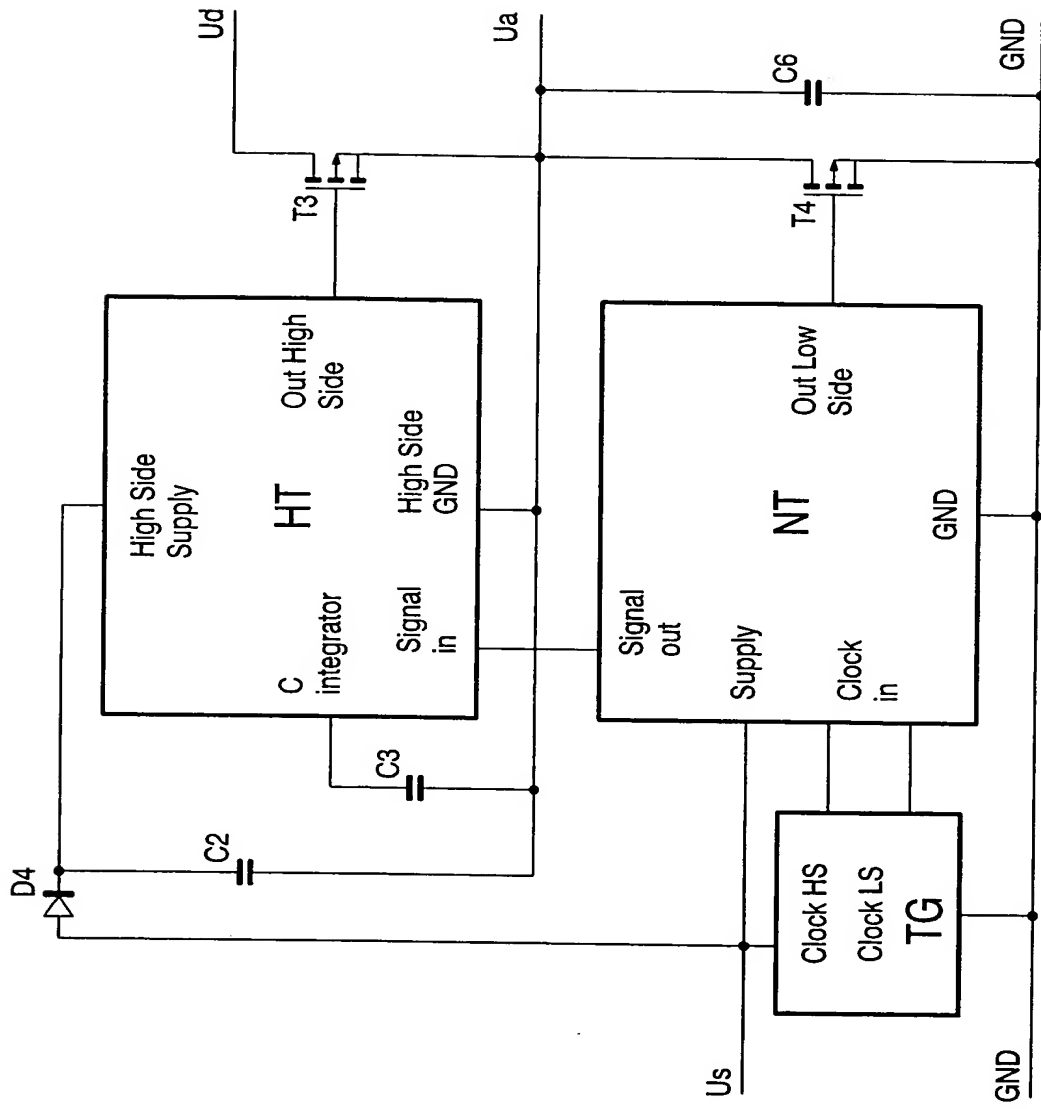 Ud
Ua
GND
C6
T3
T4
High Side
Supply
Out High
Side
HT
High Side
GND
C
integrator
Signal
in
Out Low
Side
NT
GND
Signal
out
Supply
Clock
in
C3
C2
D4
Clock HS
Clock LS
TG
Us
GND